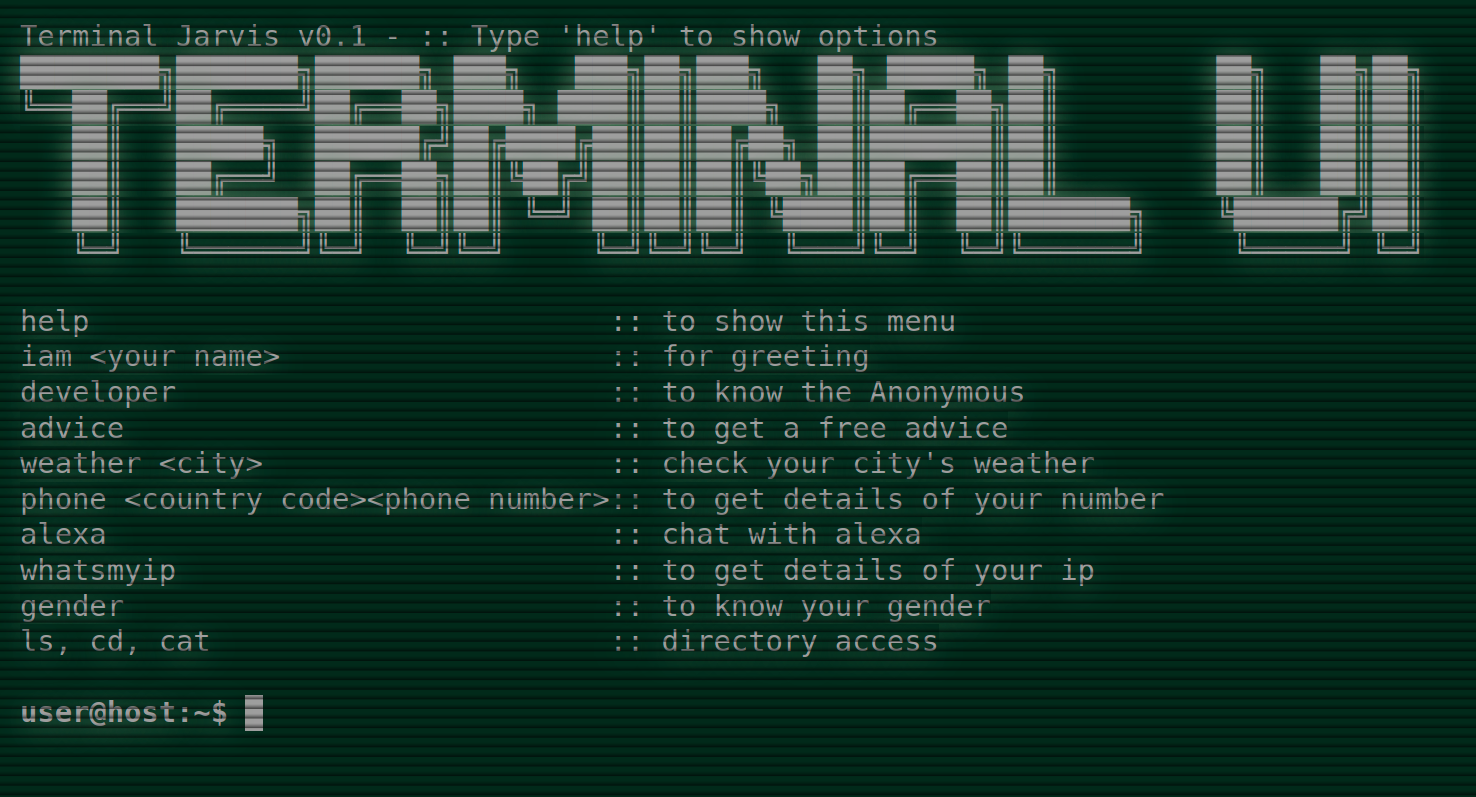 Terminal Jarvis v0.1 - :: Type 'help' to show options
TERMINAL UI
help :: to show this menu
iam <your name> :: for greeting
developer :: to know the Anonymous
advice :: to get a free advice
weather <city> :: check your city's weather
phone <country code><phone number>:: to get details of your number
alexa :: chat with alexa
whatsmyip :: to get details of your ip
gender :: to know your gender
ls, cd, cat :: directory access
user@host:~$